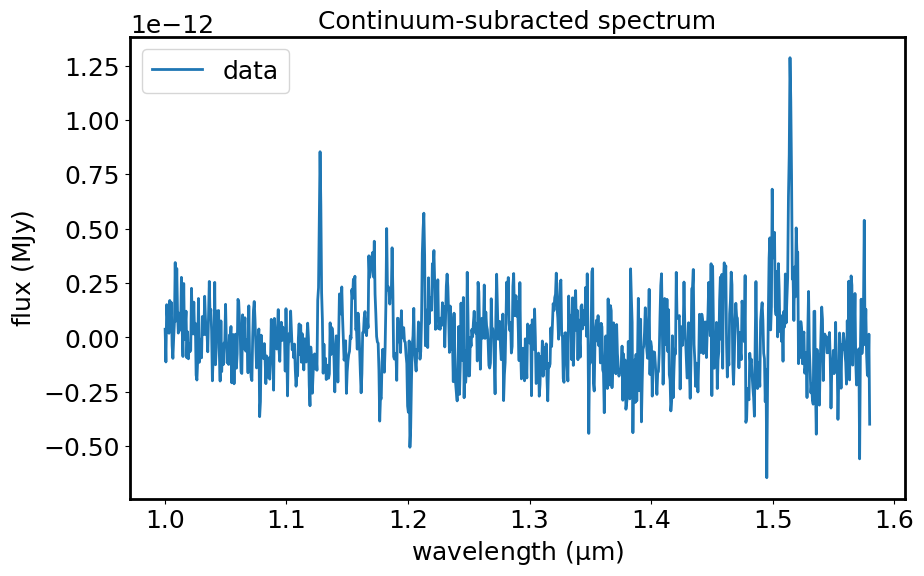 Continuum-subracted spectrum
1e−12
data
1.25
1.00
0.75
0.50
0.25
0.00
−0.25
−0.50
flux (MJy)
1.0 1.1 1.2 1.3 1.4 1.5 1.6
wavelength (μm)